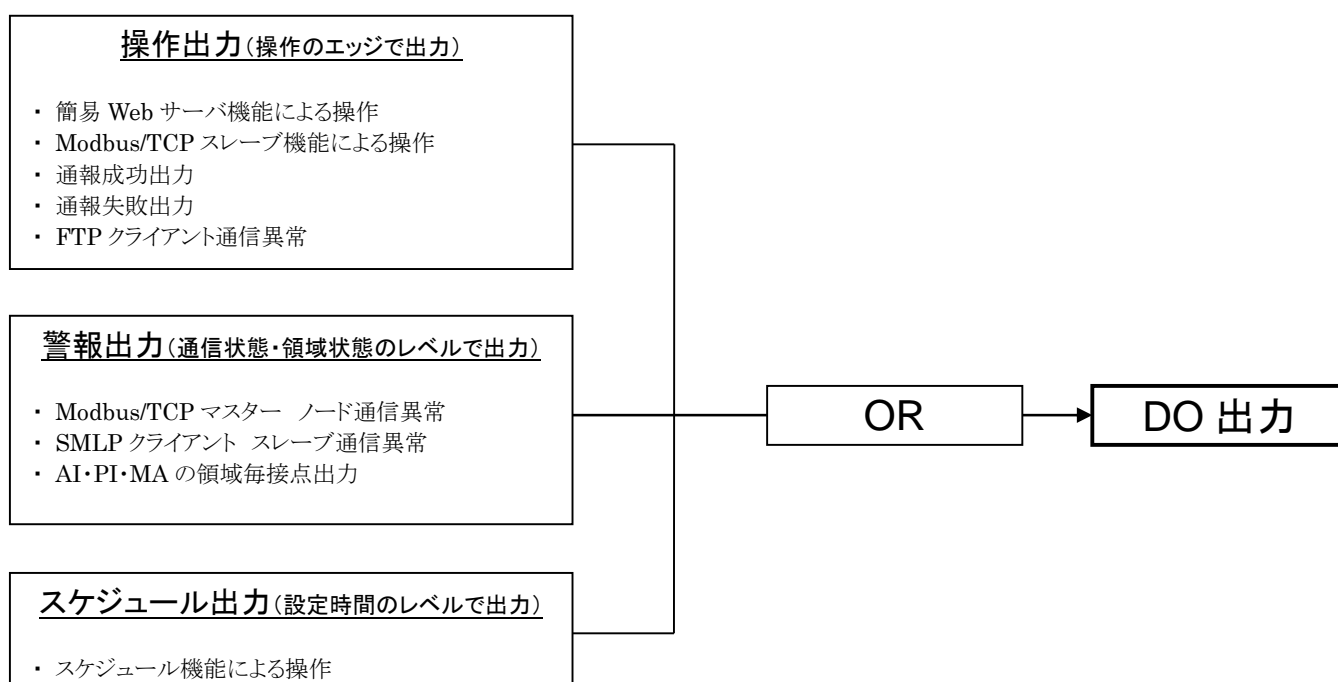 操作出力(操作のエッジで出力)
・ 簡易 Web サーバ機能による操作
・ Modbus/TCP スレーブ機能による操作
・ 通報成功出力
・ 通報失敗出力
・ FTP クライアント通信異常
警報出力(通信状態・領域状態のレベルで出力)
・ Modbus/TCP マスター ノード通信異常
・ SMLP クライアント スレーブ通信異常
・ AI・PI・MA の領域毎接点出力
OR
DO 出力
スケジュール出力(設定時間のレベルで出力)
・ スケジュール機能による操作